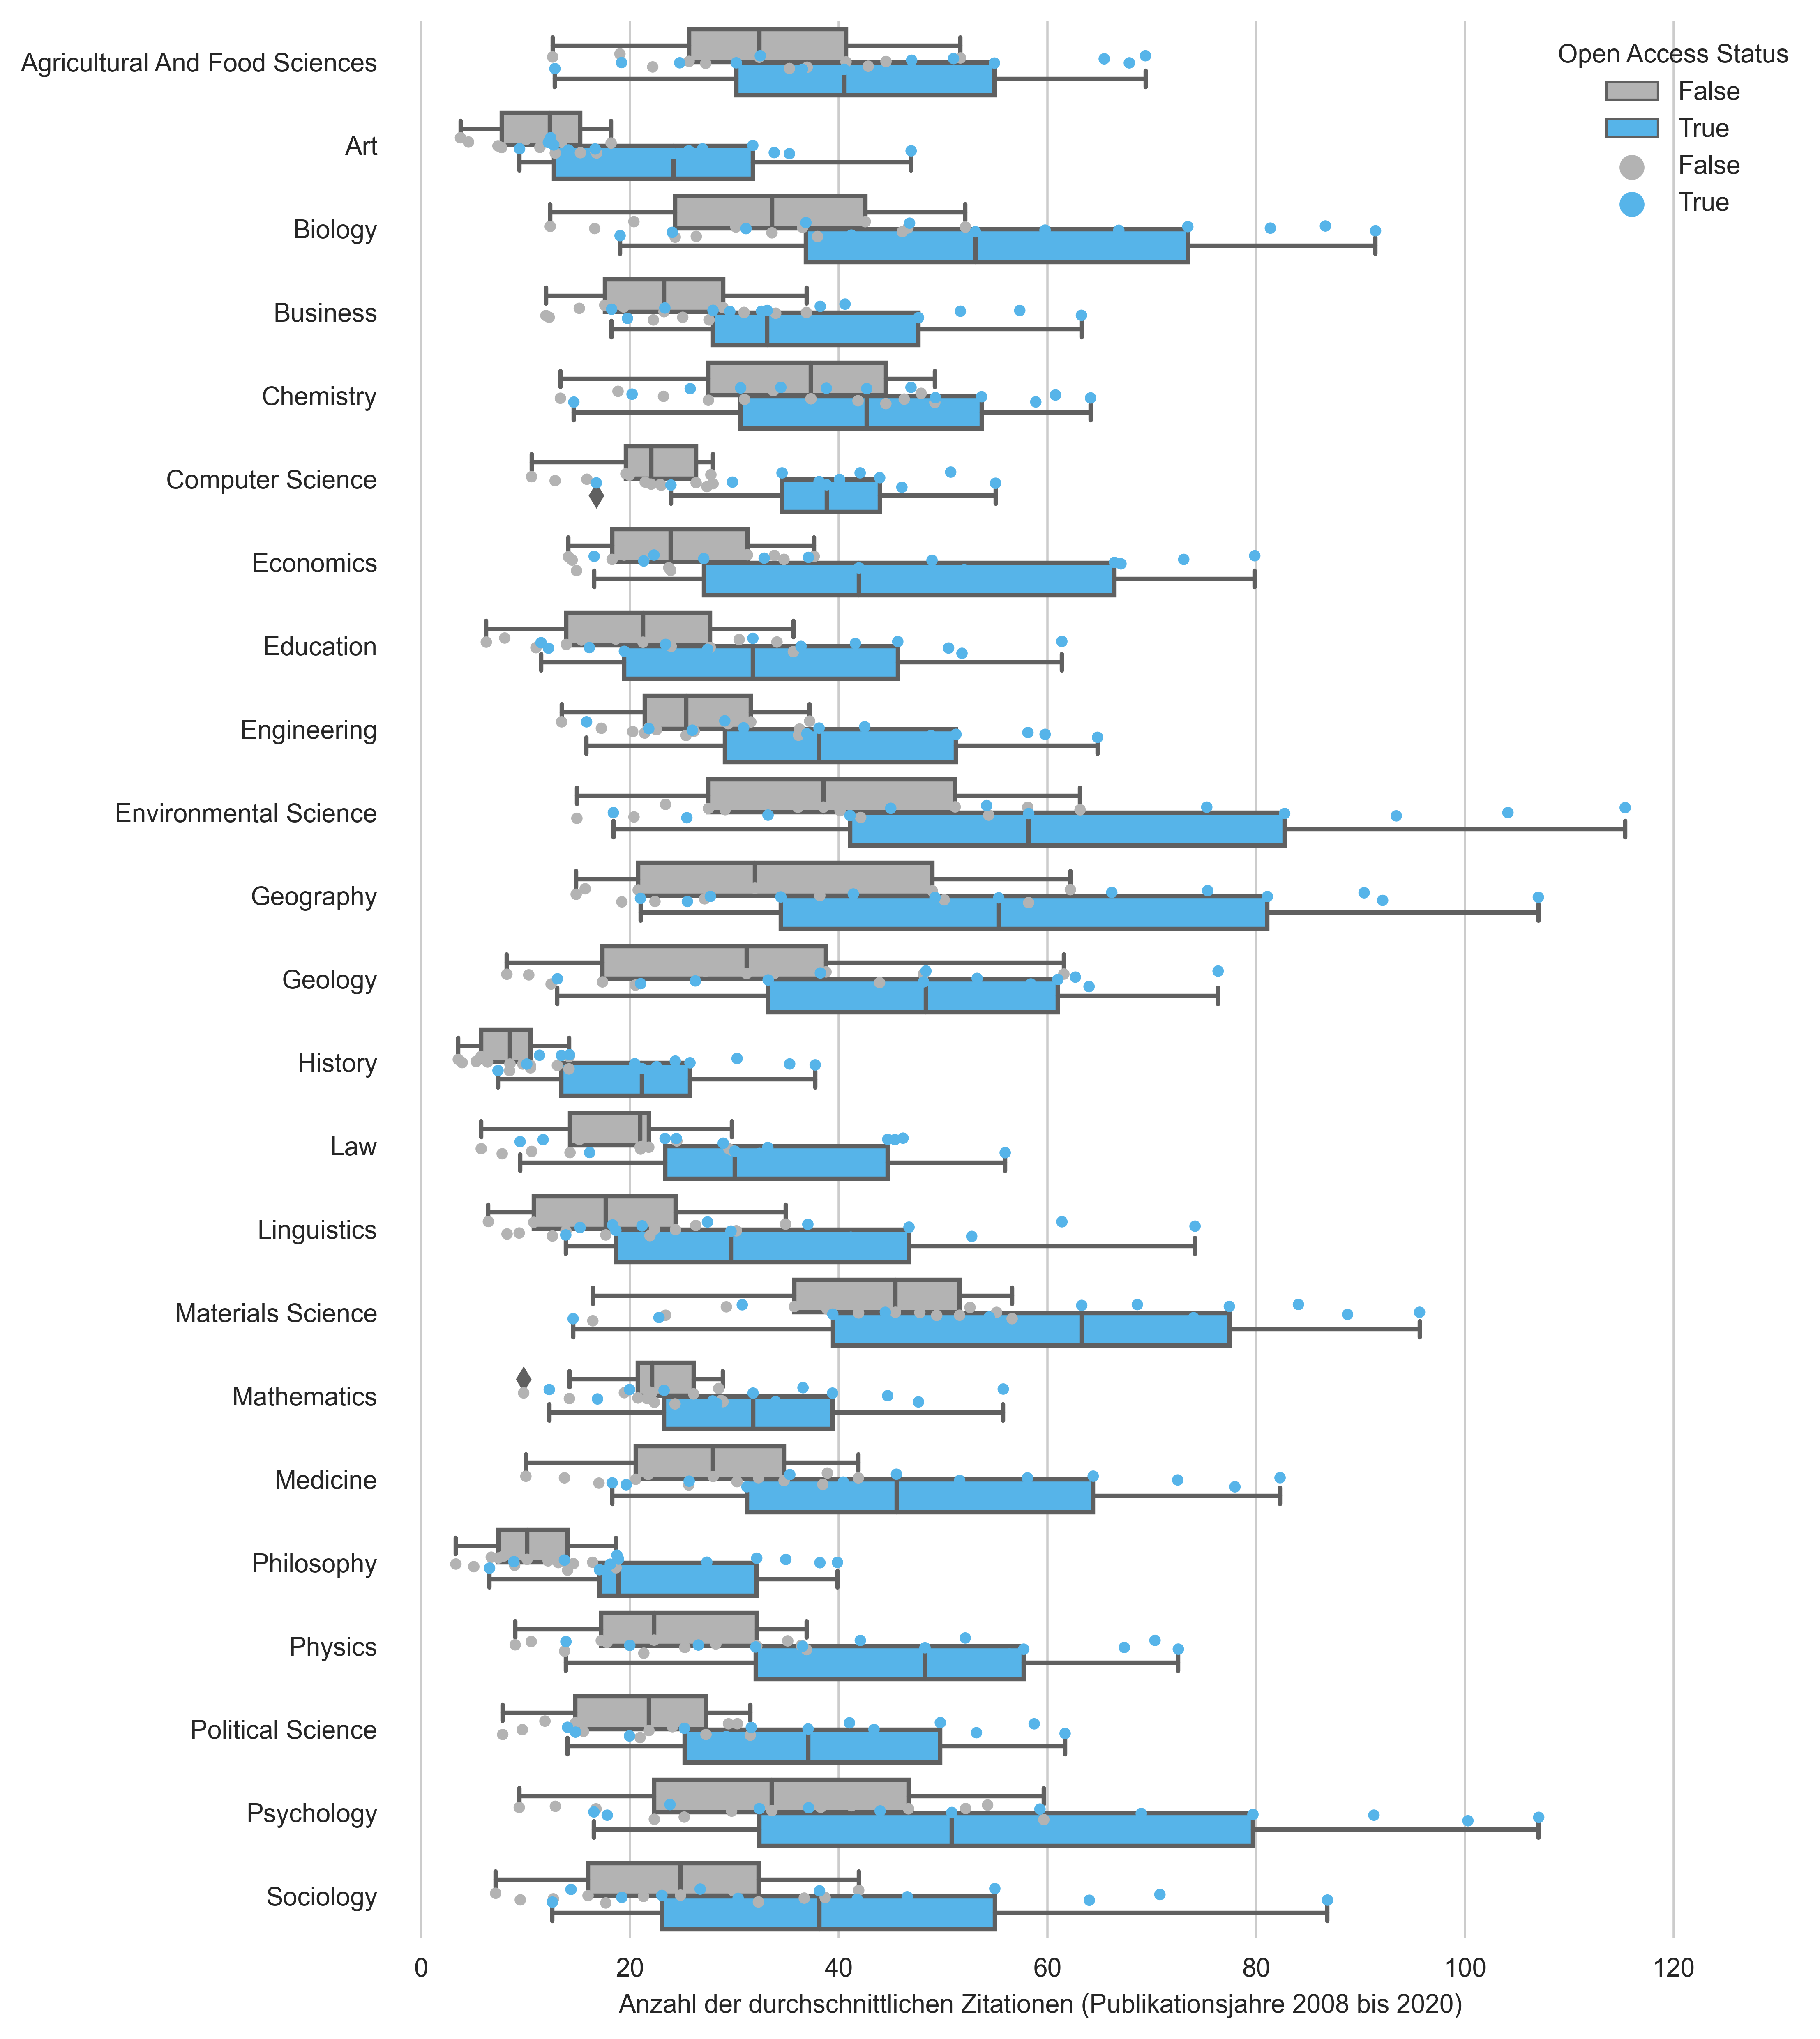 Open Access Status
False
True
False
True
Agricultural And Food Sciences
Art
Biology
Business
Chemistry
Computer Science
Economics
Education
Engineering
Environmental Science
Geography
Geology
History
Law
Linguistics
Materials Science
Mathematics
Medicine
Philosophy
Physics
Political Science
Psychology
Sociology
0 20 40 60 80 100 120
Anzahl der durchschnittlichen Zitationen (Publikationsjahre 2008 bis 2020)